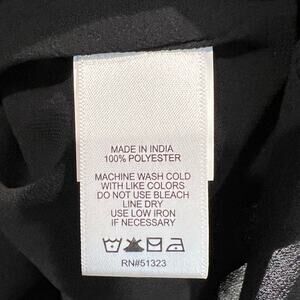 MADE IN INDIA
100% POLYESTER
MACHINE WASH COLD
WITH LIKE COLORS
DO NOT USE BLEACH
LINE DRY
USE LOW IRON
IF NECESSARY
RN#51323